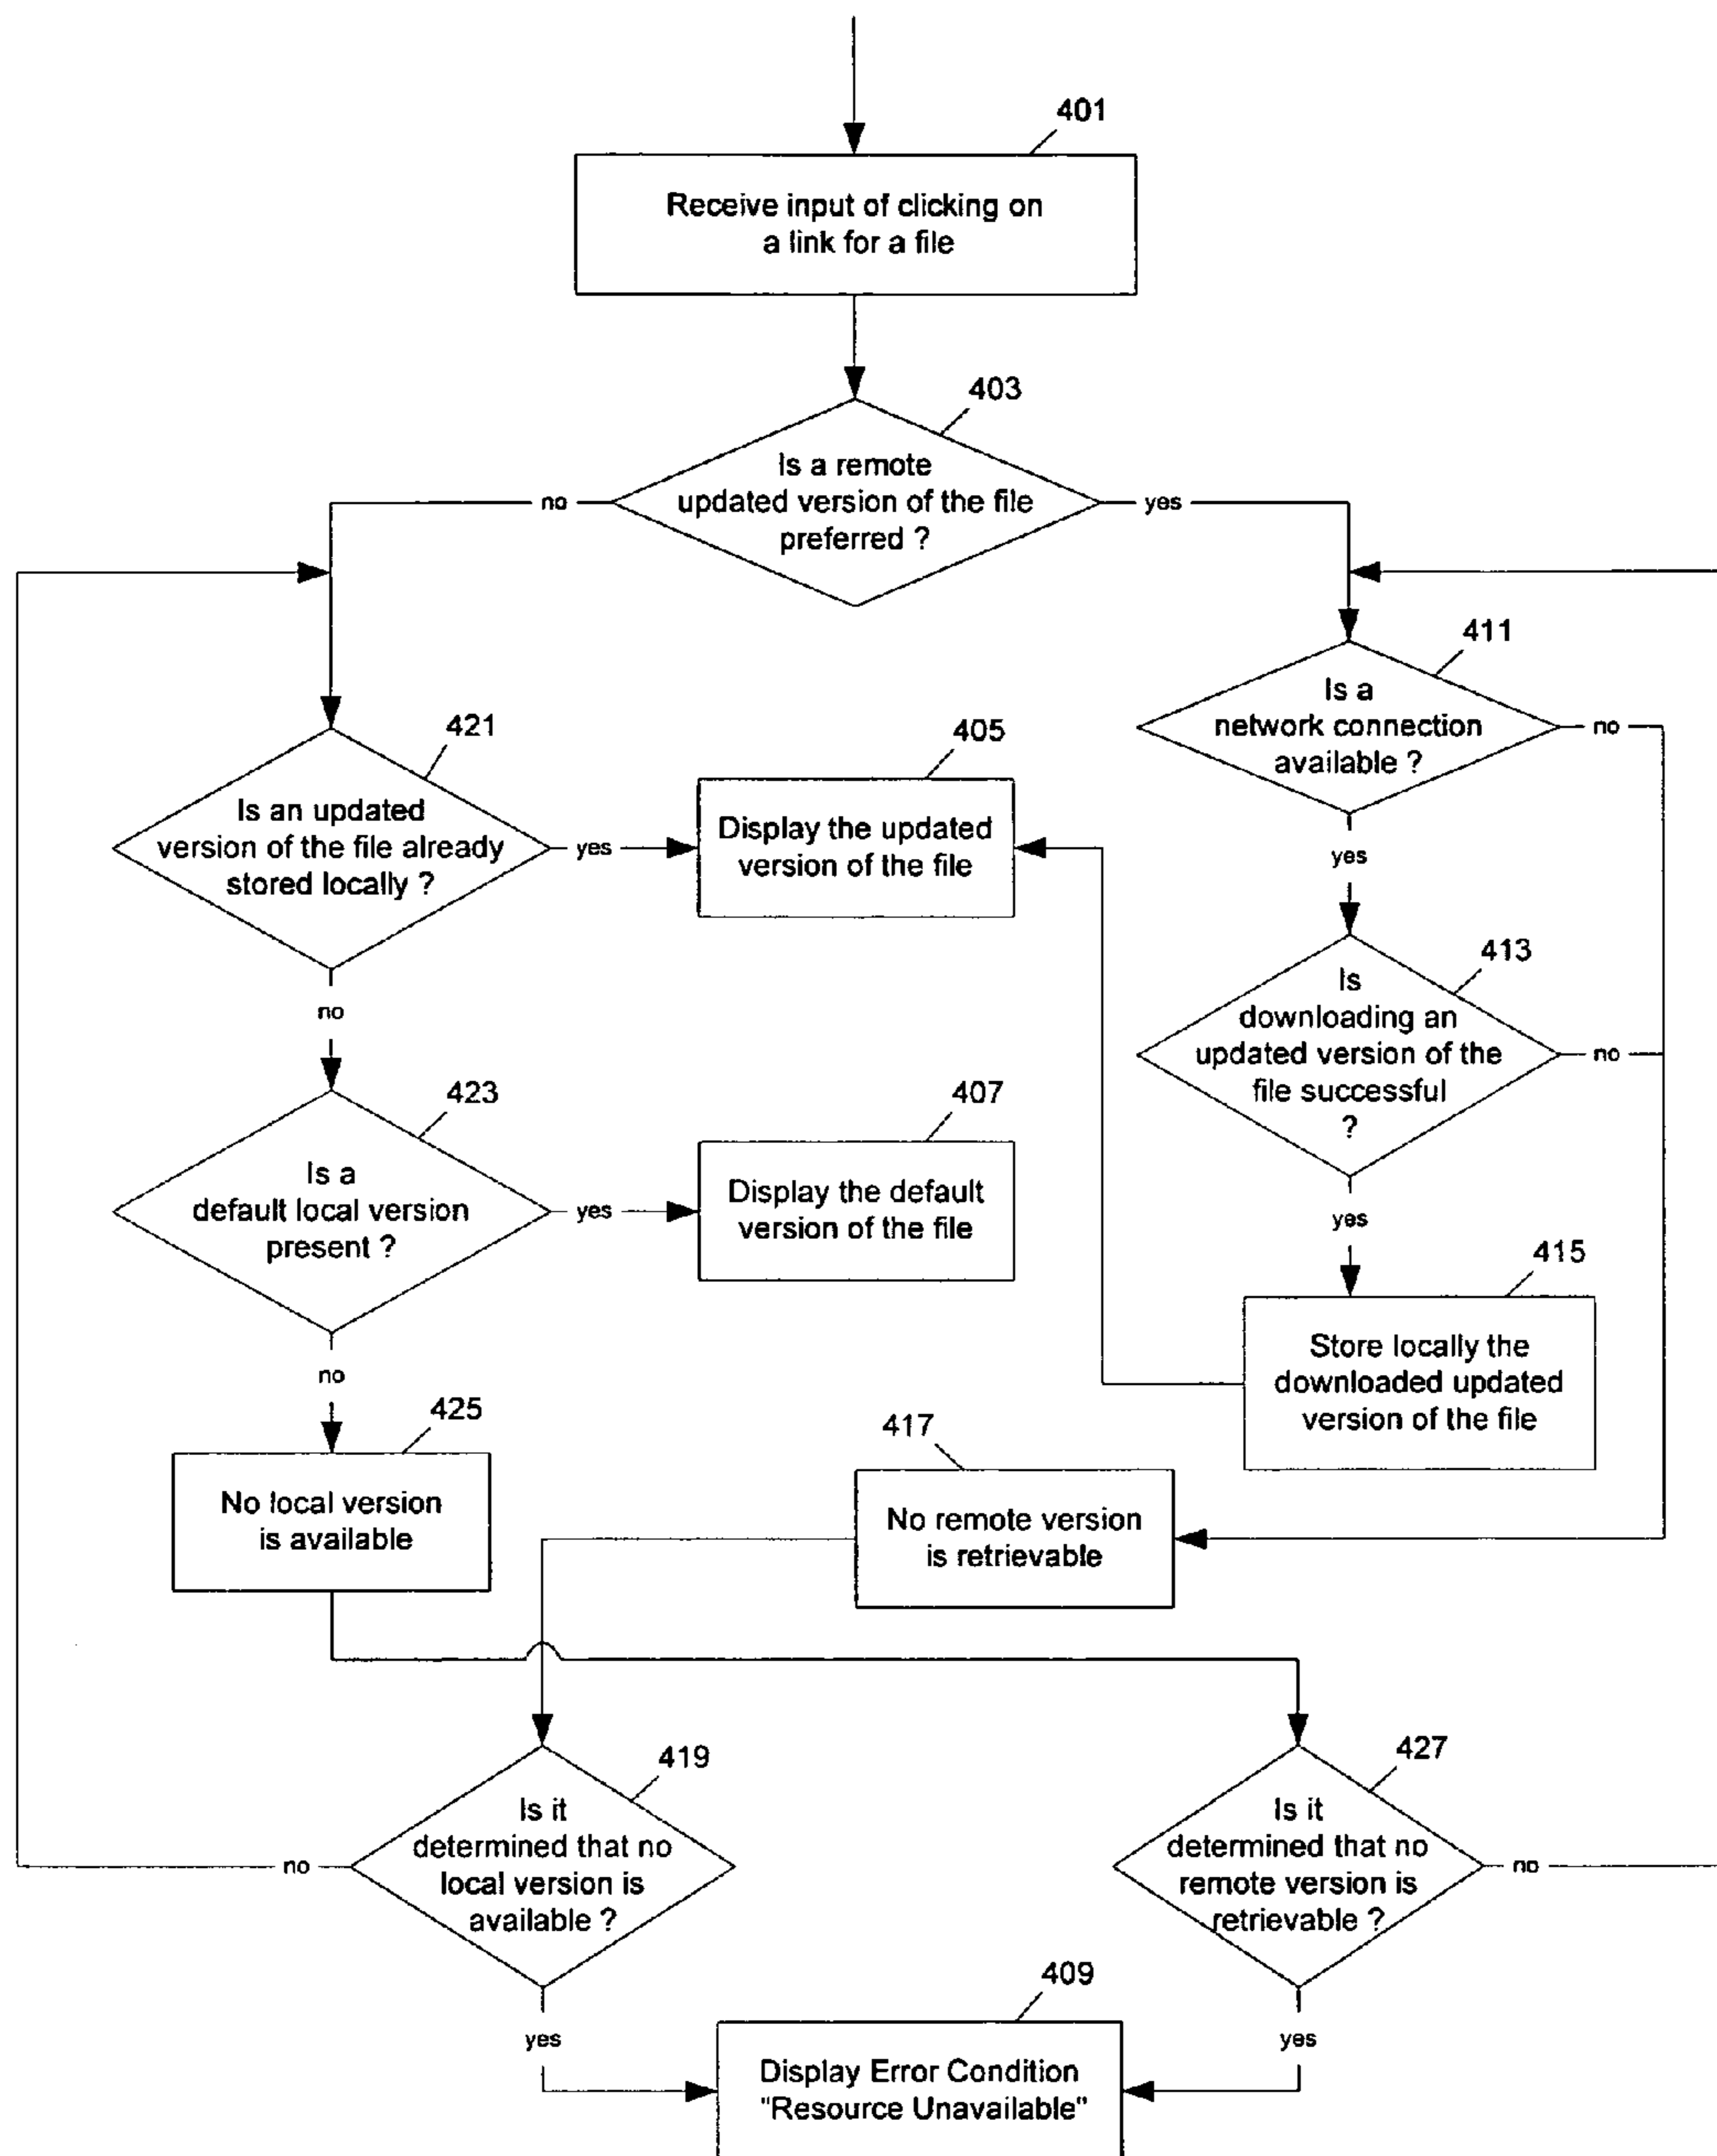 401
Receive input of clicking on
a link for a file
403
Is a remote
updated version of the file
preferred ?
no
yes
411
Is a
network connection
available ?
no
yes
421
Is an updated
version of the file already
stored locally ?
yes
no
405
Display the updated
version of the file
413
Is
downloading an
updated version of the
file successful
?
no
yes
423
Is a
default local version
present ?
yes
no
407
Display the default
version of the file
415
Store locally the
downloaded updated
version of the file
425
No local version
is available
417
No remote version
is retrievable
419
Is it
determined that no
local version is
available ?
no
yes
427
Is it
determined that no
remote version is
retrievable ?
no
yes
409
Display Error Condition
"Resource Unavailable"